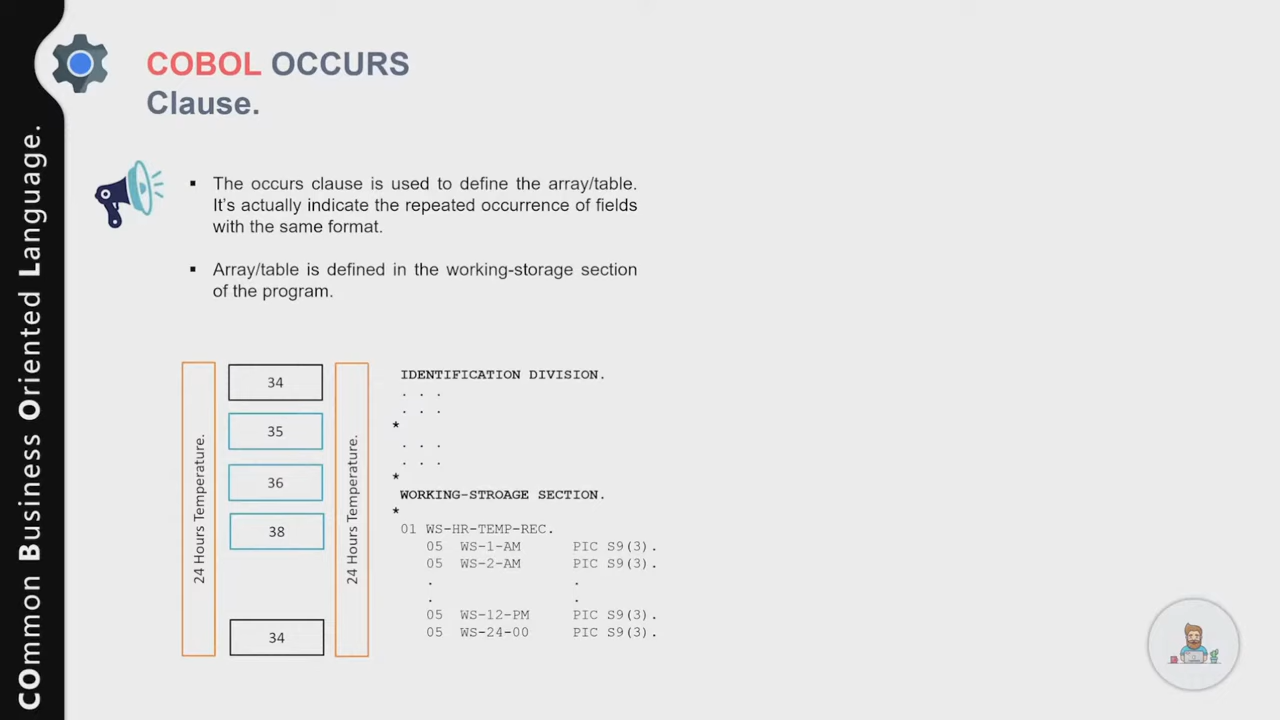 COBOL OCCURS
Clause.
COmmon Business Oriented Language.
▪ The occurs clause is used to define the array/table.
It's actually indicate the repeated occurrence of fields
with the same format.
▪ Array/table is defined in the working-storage section
of the program.
24 Hours Temperature.
34
35
36
38
34
24 Hours Temperature.
IDENTIFICATION DIVISION.
. . .
. . .
*
. . .
. . .
*
WORKING-STROAGE SECTION.
*
01 WS-HR-TEMP-REC.
05 WS-1-AM PIC S9(3).
05 WS-2-AM PIC S9(3).
. .
. .
05 WS-12-PM PIC S9(3).
05 WS-24-00 PIC S9(3).